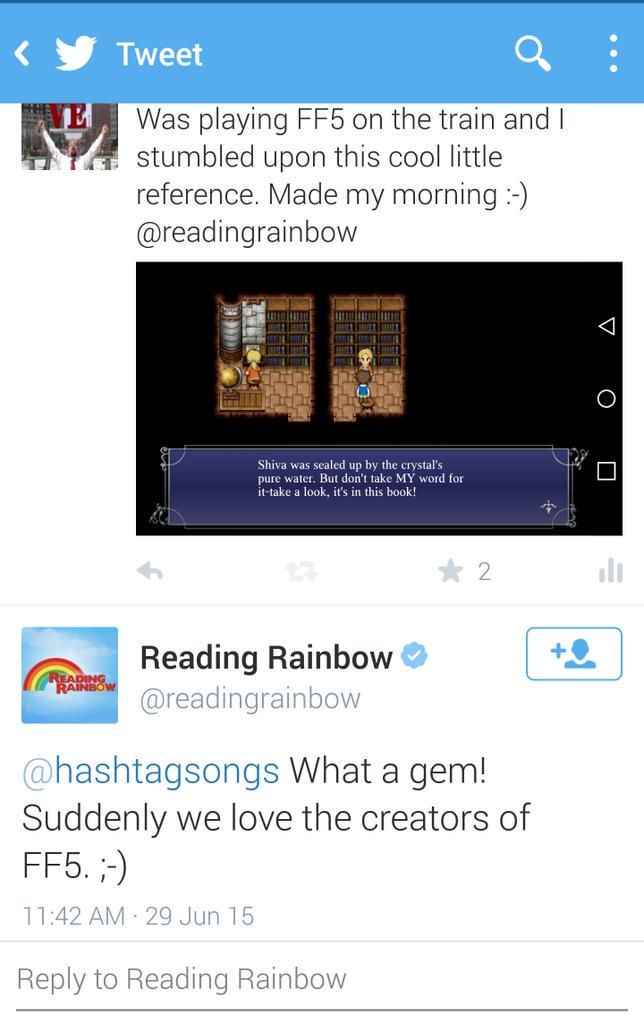 Tweet
VE
Was playing FF5 on the train and I
stumbled upon this cool little
reference. Made my morning :-)
@readingrainbow
Shiva was sealed up by the crystal's
pure water. But don't take MY word for
it-take a look, it's in this book!
2
READING
RAINBOW
Reading Rainbow
@readingrainbow
@hashtagsongs What a gem!
Suddenly we love the creators of
FF5. ;-)
11:42 AM · 29 Jun 15
Reply to Reading Rainbow